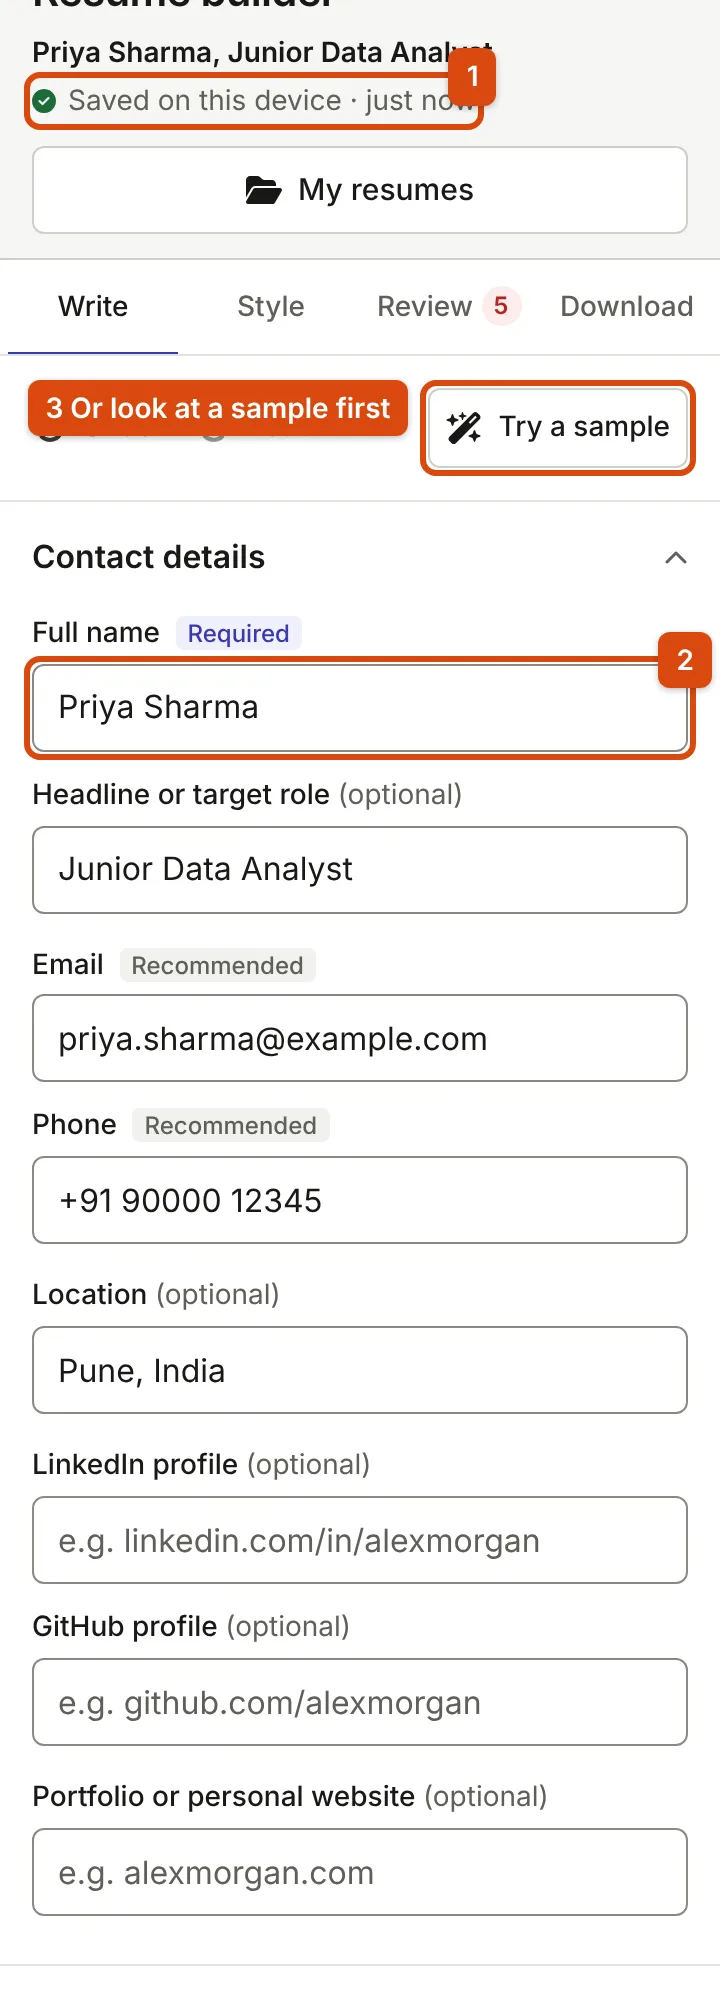 Resume builder
Priya Sharma, Junior Data Analyst
1
Saved on this device · just now
My resumes
Write
Style
Review 5
Download
3 Or look at a sample first
Try a sample
Contact details
Full name Required
2
Priya Sharma
Headline or target role (optional)
Junior Data Analyst
Email Recommended
priya.sharma@example.com
Phone Recommended
+91 90000 12345
Location (optional)
Pune, India
LinkedIn profile (optional)
e.g. linkedin.com/in/alexmorgan
GitHub profile (optional)
e.g. github.com/alexmorgan
Portfolio or personal website (optional)
e.g. alexmorgan.com